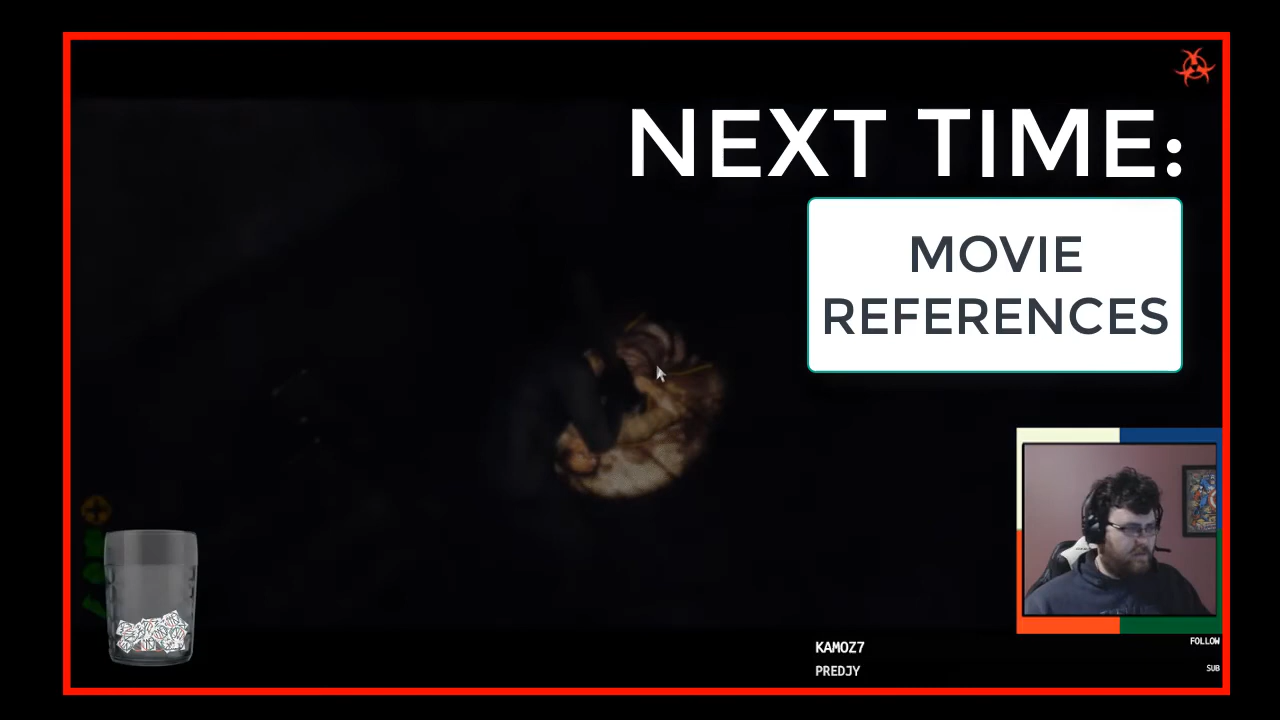 NEXT TIME:
MOVIE
REFERENCES
KAMOZ7
FOLLOW
PREDJY
SUB